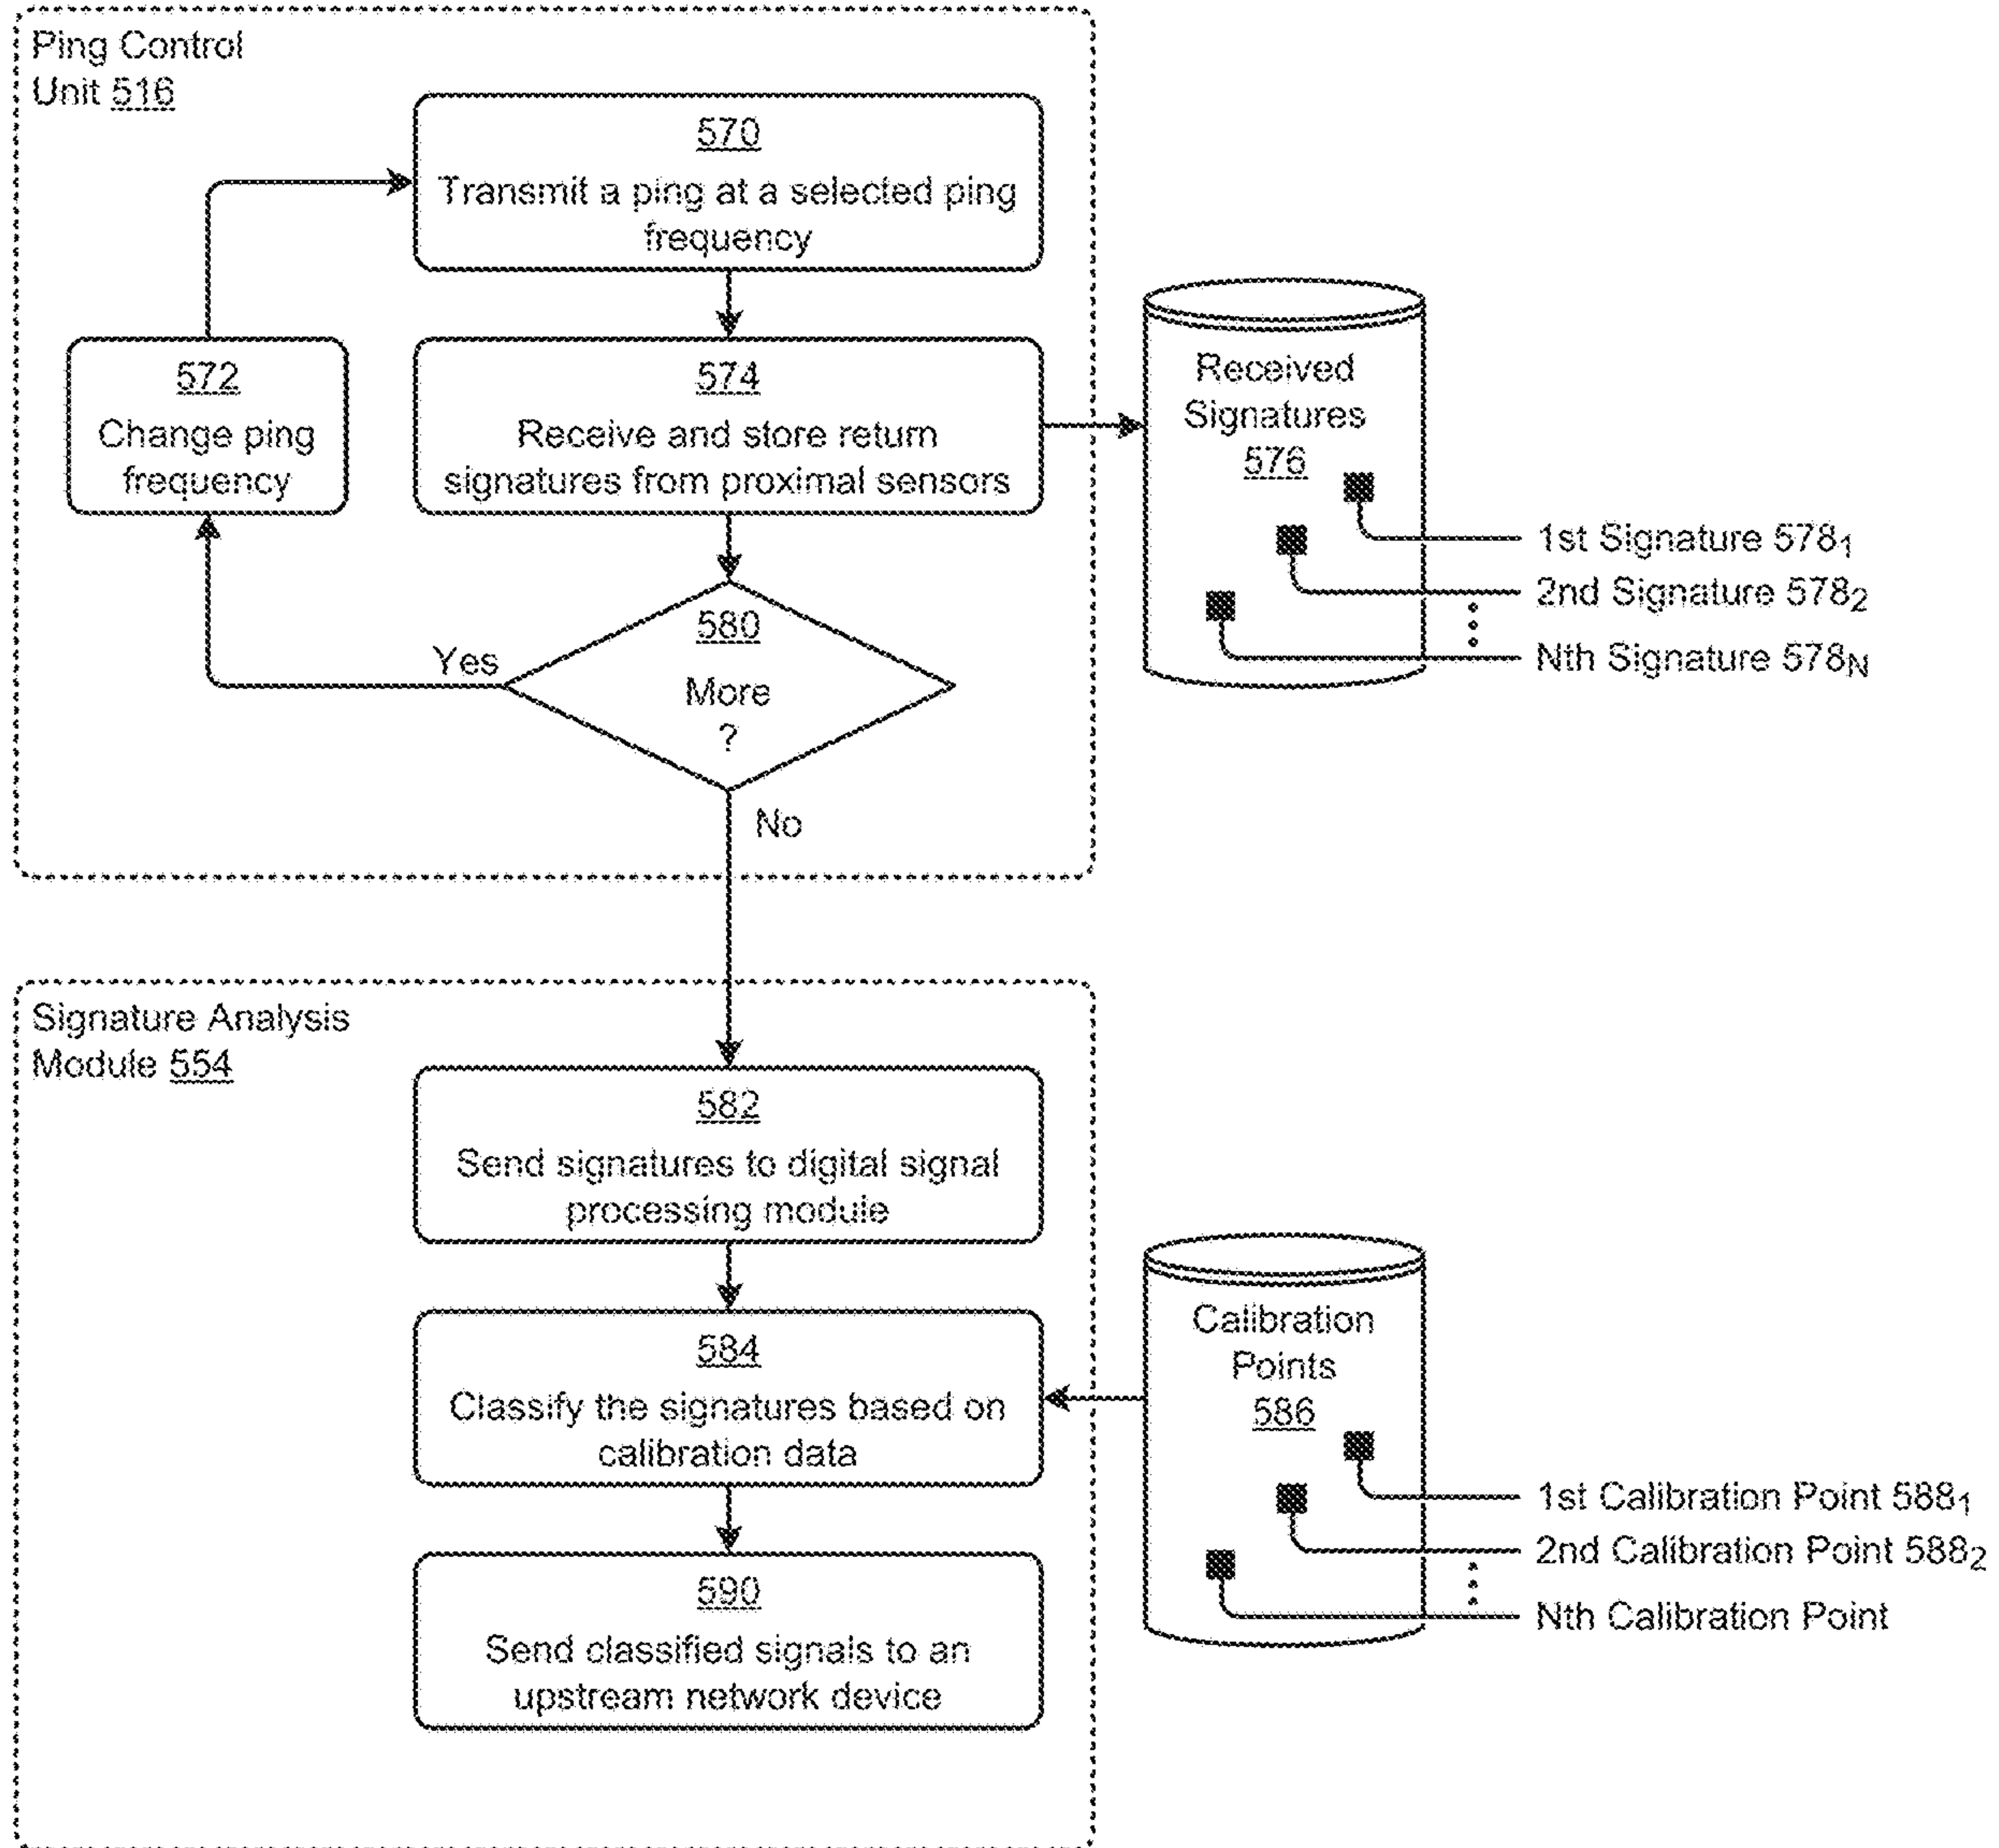 Ping Control
Unit 516
570
Transmit a ping at a selected ping
frequency
572
Change ping
frequency
574
Receive and store return
signatures from proximal sensors
Received
Signatures
576
1st Signature 578₁
2nd Signature 578₂
Nth Signature 578N
580
More
?
Yes
No
Signature Analysis
Module 554
582
Send signatures to digital signal
processing module
584
Classify the signatures based on
calibration data
Calibration
Points
586
1st Calibration Point 588₁
2nd Calibration Point 588₂
Nth Calibration Point
590
Send classified signals to an
upstream network device